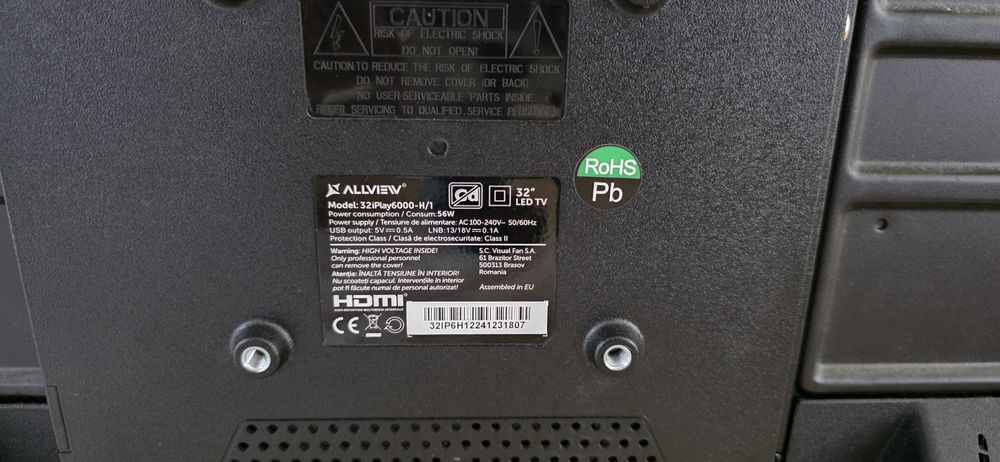 CAUTION
RISK OF ELECTRIC SHOCK
DO NOT OPEN!
CAUTION:TO REDUCE THE RISK OF ELECTRIC SHOCK
DO NOT REMOVE COVER (OR BACK)
NO USER-SERVICEABLE PARTS INSIDE
REFER SERVICING TO QUALIFIED SERVICE PERSONNEL
RoHS
Pb
ALLVIEW
Cd
32"
LED TV
Model: 32iPlay6000-H/1
Power consumption / Consum: 56W
Power supply / Tensiune de alimentare: AC 100-240V~ 50/60Hz
USB output: 5V⎓0.5A LNB: 13/18V⎓0.1A
Protection Class / Clasă de electrosecuritate: Class II
Warning: HIGH VOLTAGE INSIDE!
Only professional personnel
can remove the cover!
Atenție: ÎNALTĂ TENSIUNE ÎN INTERIOR!
Nu scoateți capacul. Intervențiile în interior
pot fi făcute numai de personal autorizat!
S.C. Visual Fan S.A.
61 Brazilor Street
500313 Brasov
Romania
Assembled in EU
HDMI
HIGH-DEFINITION MULTIMEDIA INTERFACE
CE
32IP6H12241231807